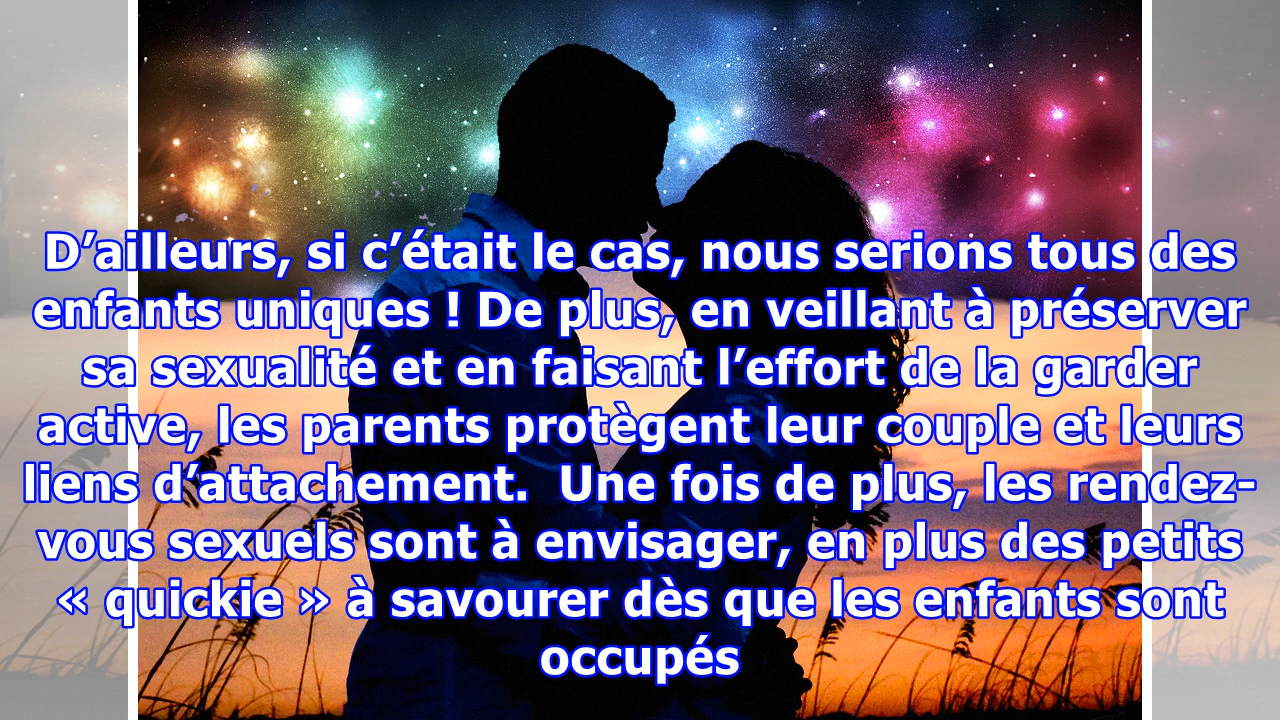 D’ailleurs, si c’était le cas, nous serions tous des
enfants uniques ! De plus, en veillant à préserver
sa sexualité et en faisant l’effort de la garder
active, les parents protègent leur couple et leurs
liens d’attachement.  Une fois de plus, les rendez-
vous sexuels sont à envisager, en plus des petits
« quickie » à savourer dès que les enfants sont
occupés